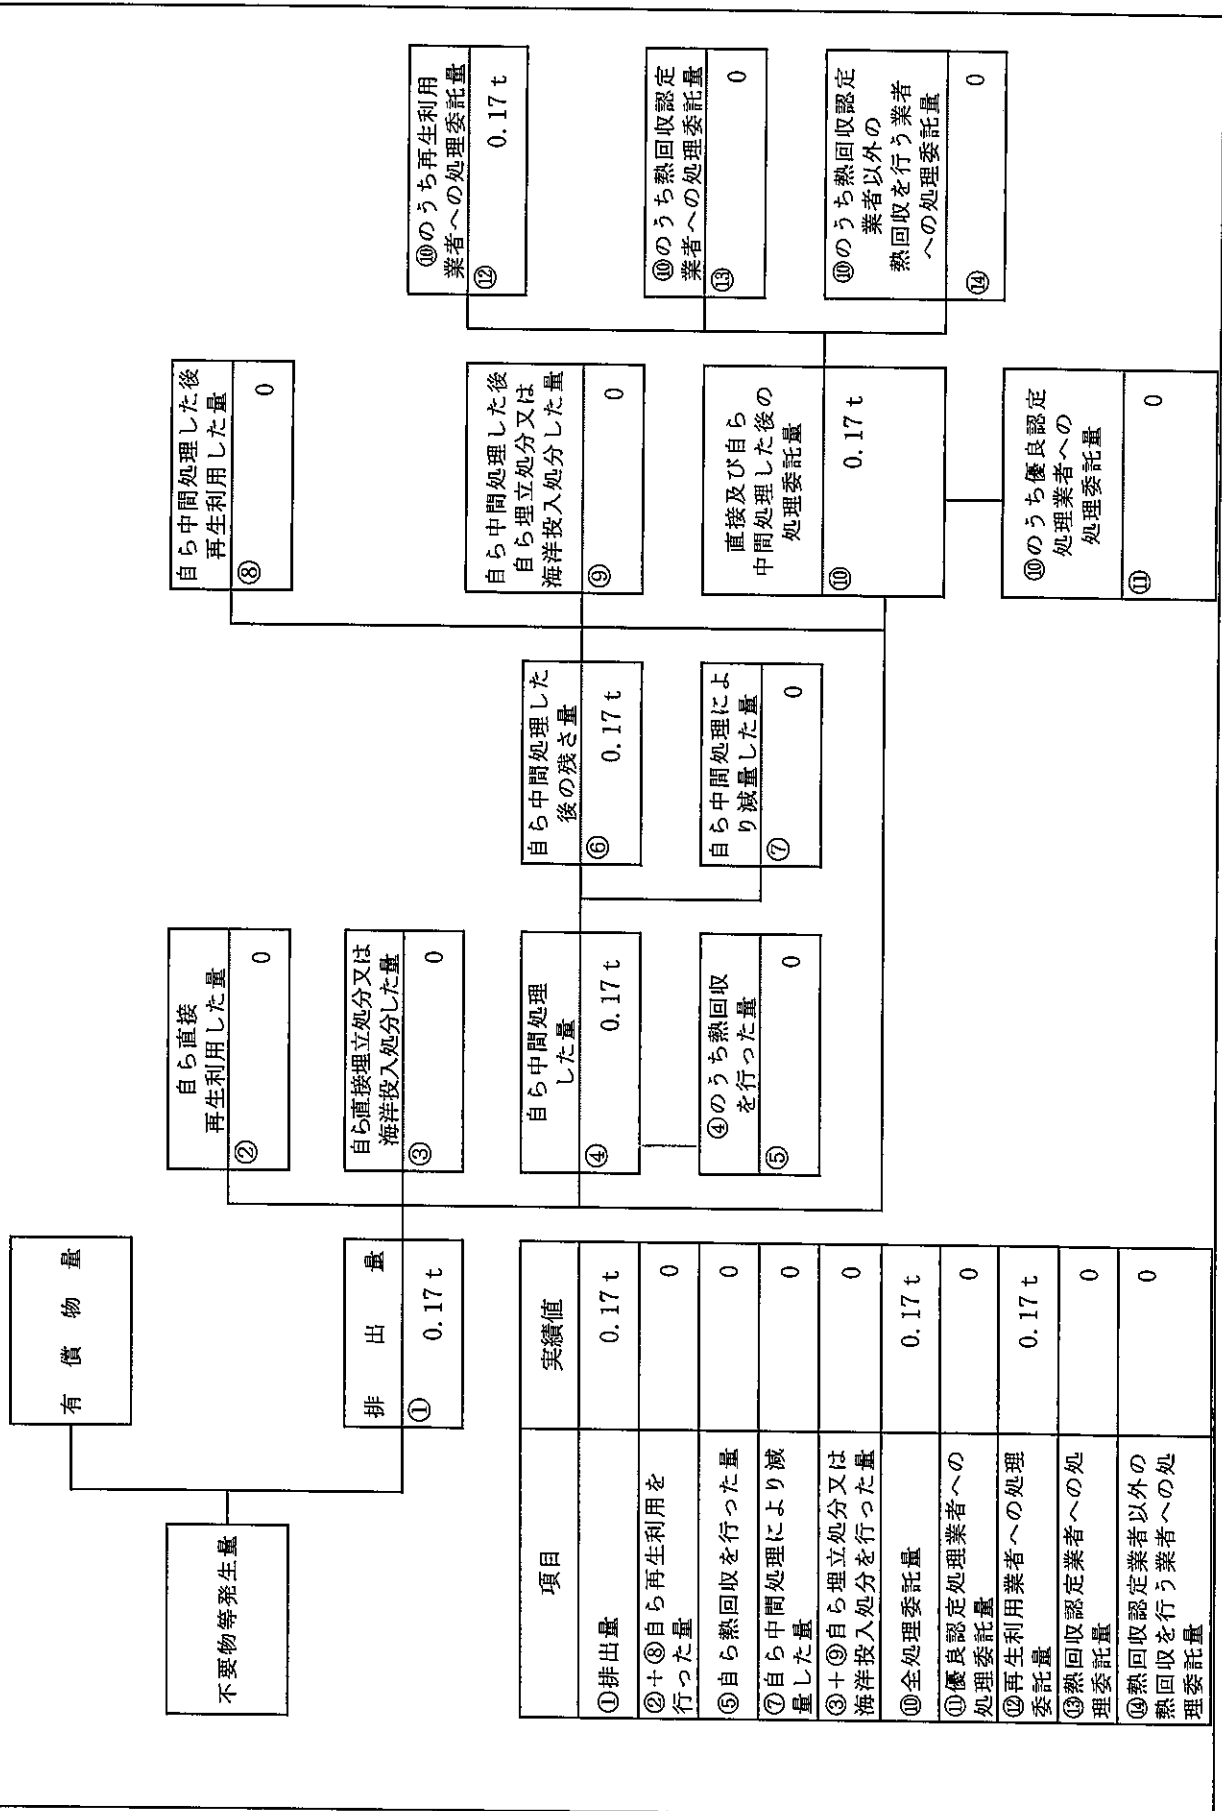 不要物等発生量
有償物量
排出量
① 0.17t
自ら直接
再生利用した量
② 0
自ら直接埋立処分又は
海洋投入処分した量
③ 0
自ら中間処理
した量
④ 0.17t
④のうち熱回収
を行った量
⑤ 0
自ら中間処理した
後の残さ量
⑥ 0.17t
自ら中間処理によ
り減量した量
⑦ 0
自ら中間処理した後
再生利用した量
⑧ 0
自ら中間処理した後
自ら埋立処分又は
海洋投入処分した量
⑨ 0
直接及び自ら
中間処理した後の
処理委託量
⑩ 0.17t
⑩のうち優良認定
処理業者への
処理委託量
⑪ 0
⑩のうち再生利用
業者への処理委託量
⑫ 0.17t
⑩のうち熱回収認定
業者への処理委託量
⑬ 0
⑩のうち熱回収認定
業者以外の
熱回収を行う業者
への処理委託量
⑭ 0
項目 実績値
①排出量 0.17t
②+⑧自ら再生利用を
行った量 0
⑤自ら熱回収を行った量 0
⑦自ら中間処理により減
量した量 0
③+⑨自ら埋立処分又は
海洋投入処分を行った量 0
⑩全処理委託量 0.17t
⑪優良認定処理業者への
処理委託量 0
⑫再生利用業者への処理
委託量 0.17t
⑬熱回収認定業者への処
理委託量 0
⑭熱回収認定業者以外の
熱回収を行う業者への処
理委託量 0